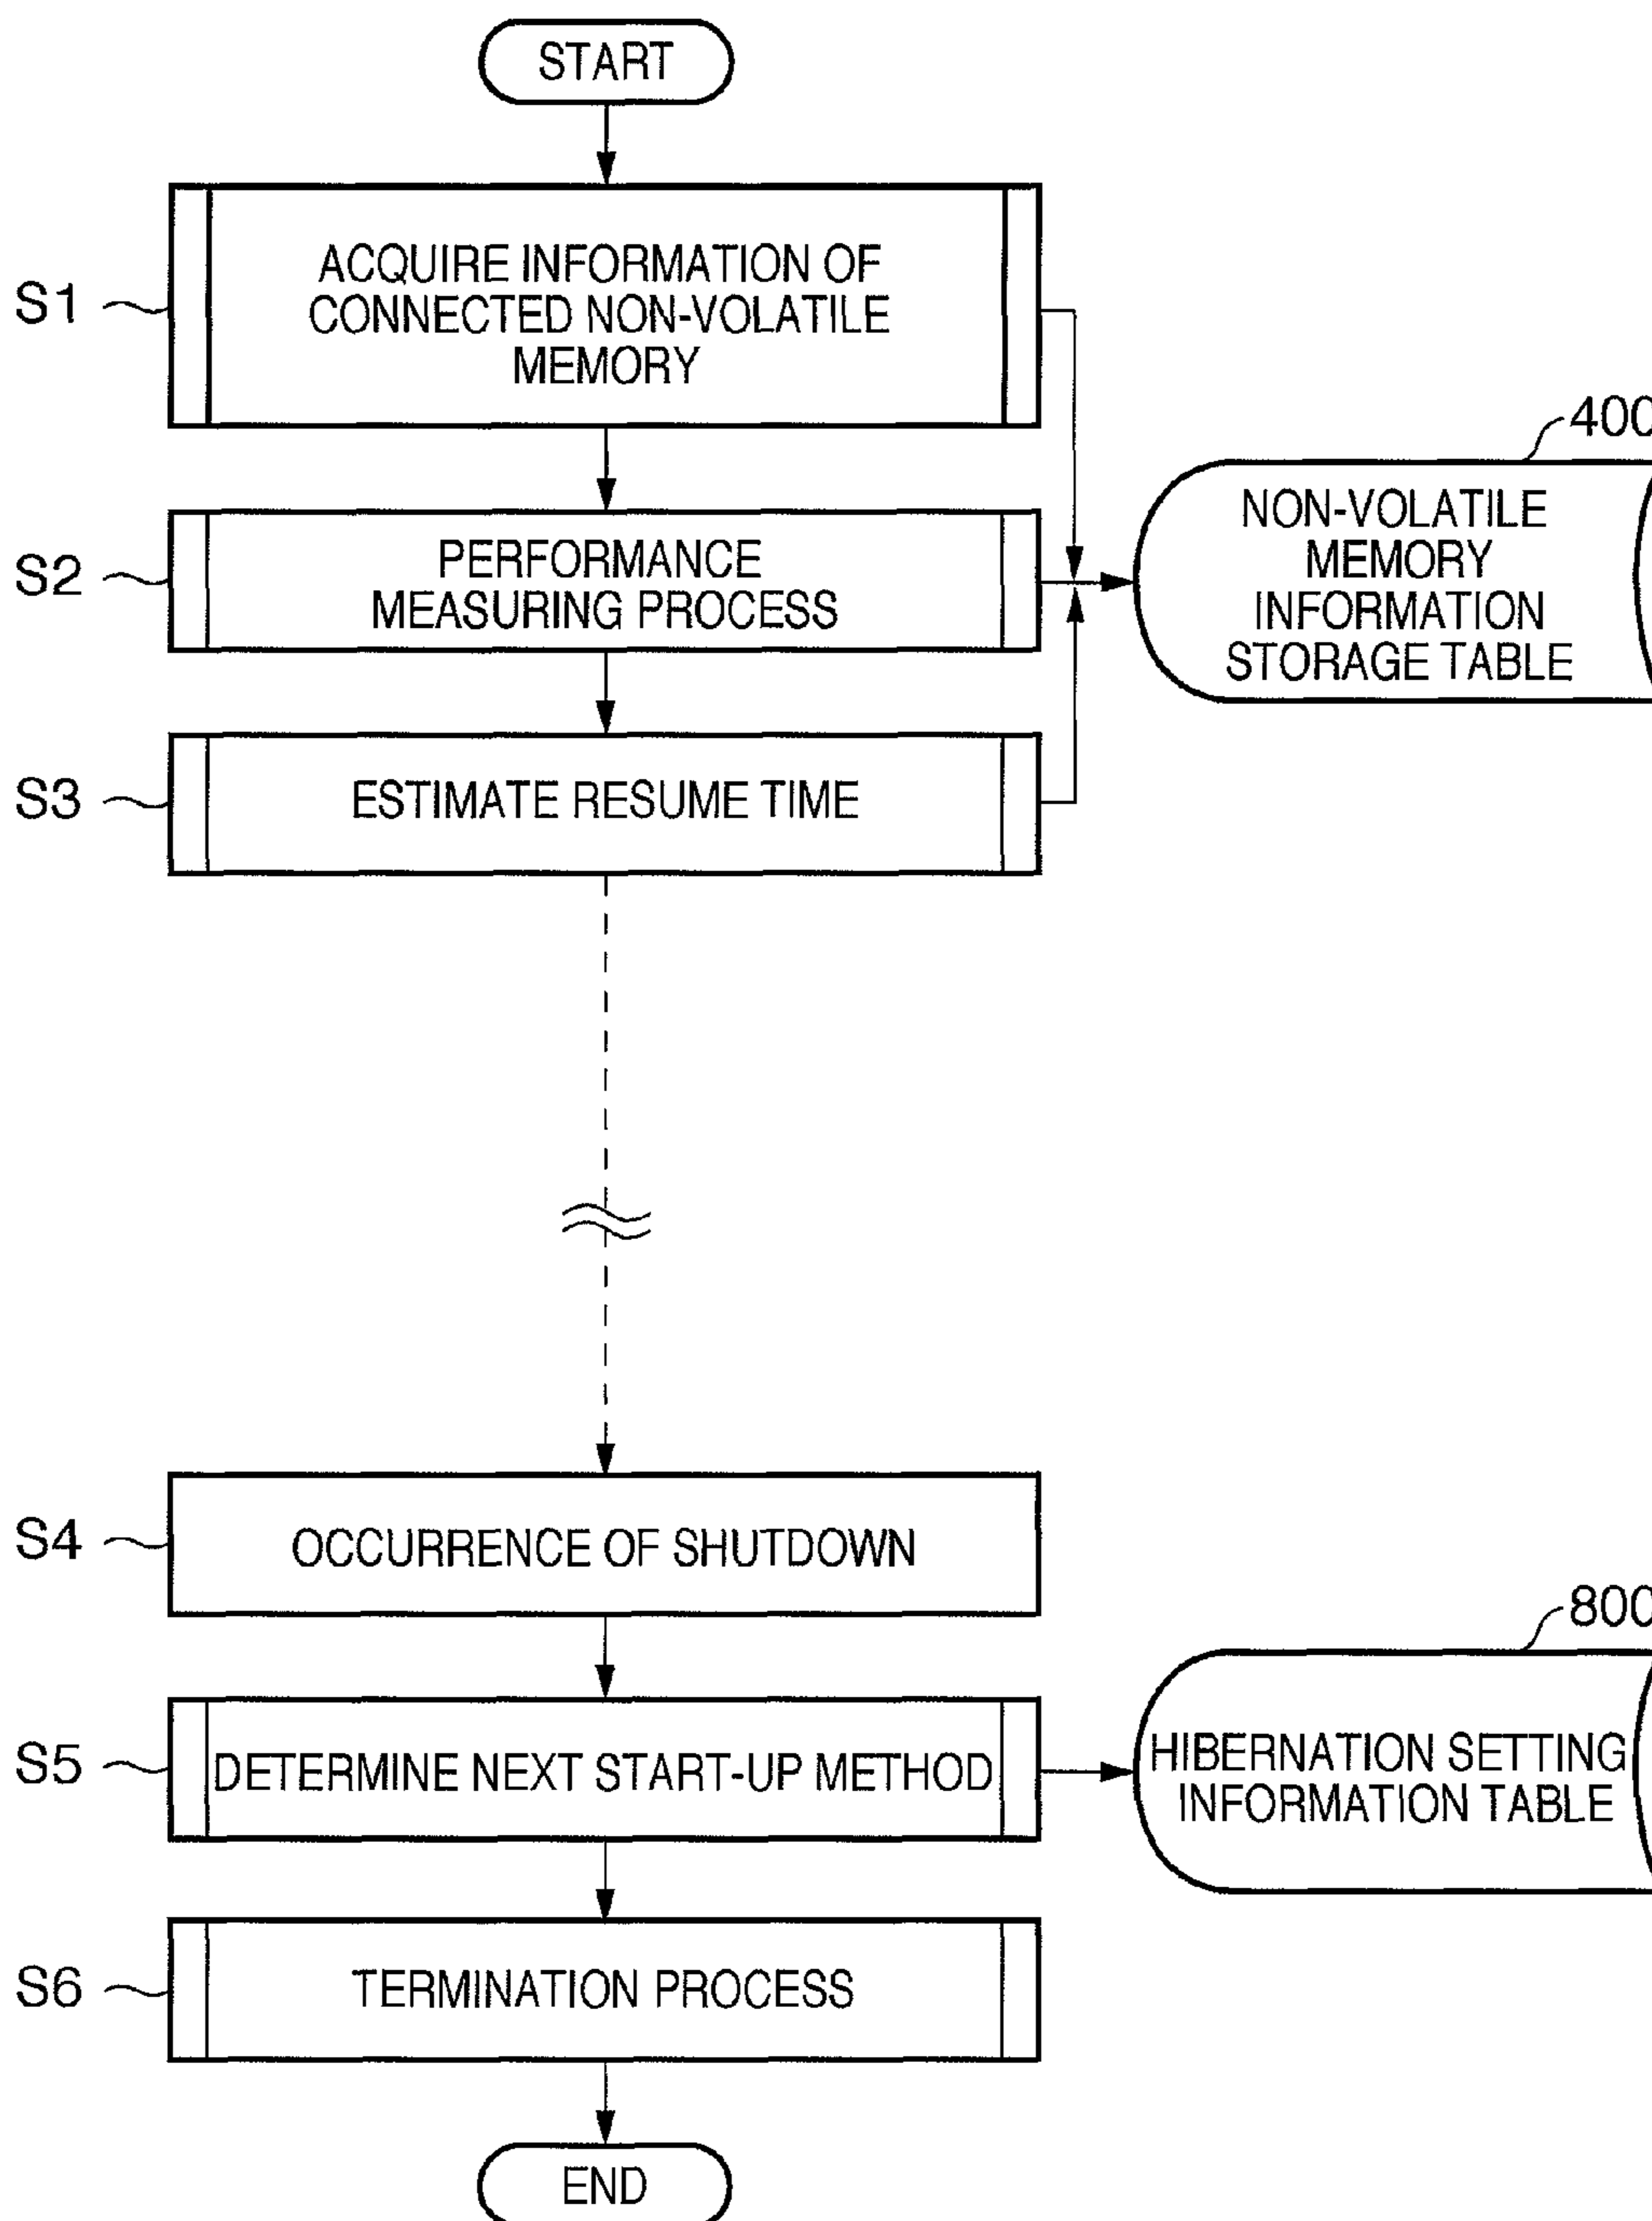 START
S1
ACQUIRE INFORMATION OF
CONNECTED NON-VOLATILE
MEMORY
400
NON-VOLATILE
MEMORY
INFORMATION
STORAGE TABLE
S2
PERFORMANCE
MEASURING PROCESS
S3
ESTIMATE RESUME TIME
S4
OCCURRENCE OF SHUTDOWN
800
S5
DETERMINE NEXT START-UP METHOD
HIBERNATION SETTING
INFORMATION TABLE
S6
TERMINATION PROCESS
END